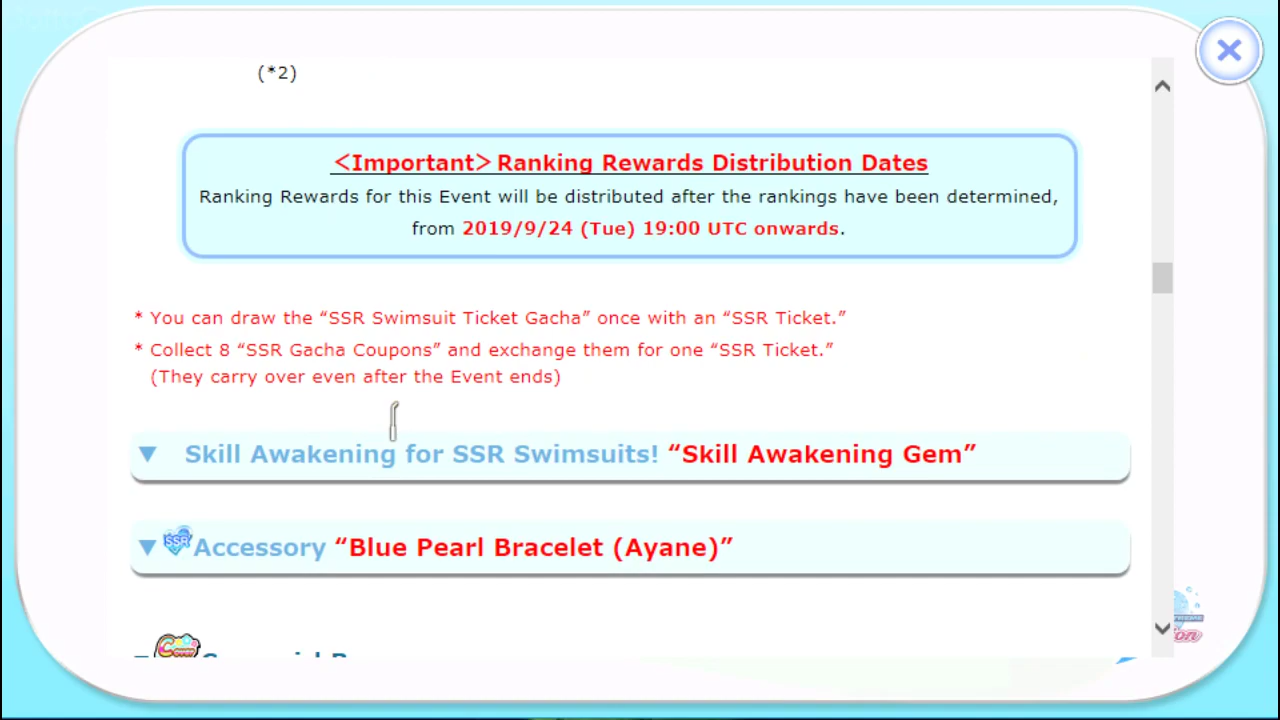 (*2)
<Important> Ranking Rewards Distribution Dates
Ranking Rewards for this Event will be distributed after the rankings have been determined,
from 2019/9/24 (Tue) 19:00 UTC onwards.
* You can draw the “SSR Swimsuit Ticket Gacha” once with an “SSR Ticket.”
* Collect 8 “SSR Gacha Coupons” and exchange them for one “SSR Ticket.”
(They carry over even after the Event ends)
▼ Skill Awakening for SSR Swimsuits! “Skill Awakening Gem”
▼ SSR Accessory “Blue Pearl Bracelet (Ayane)”
Cover